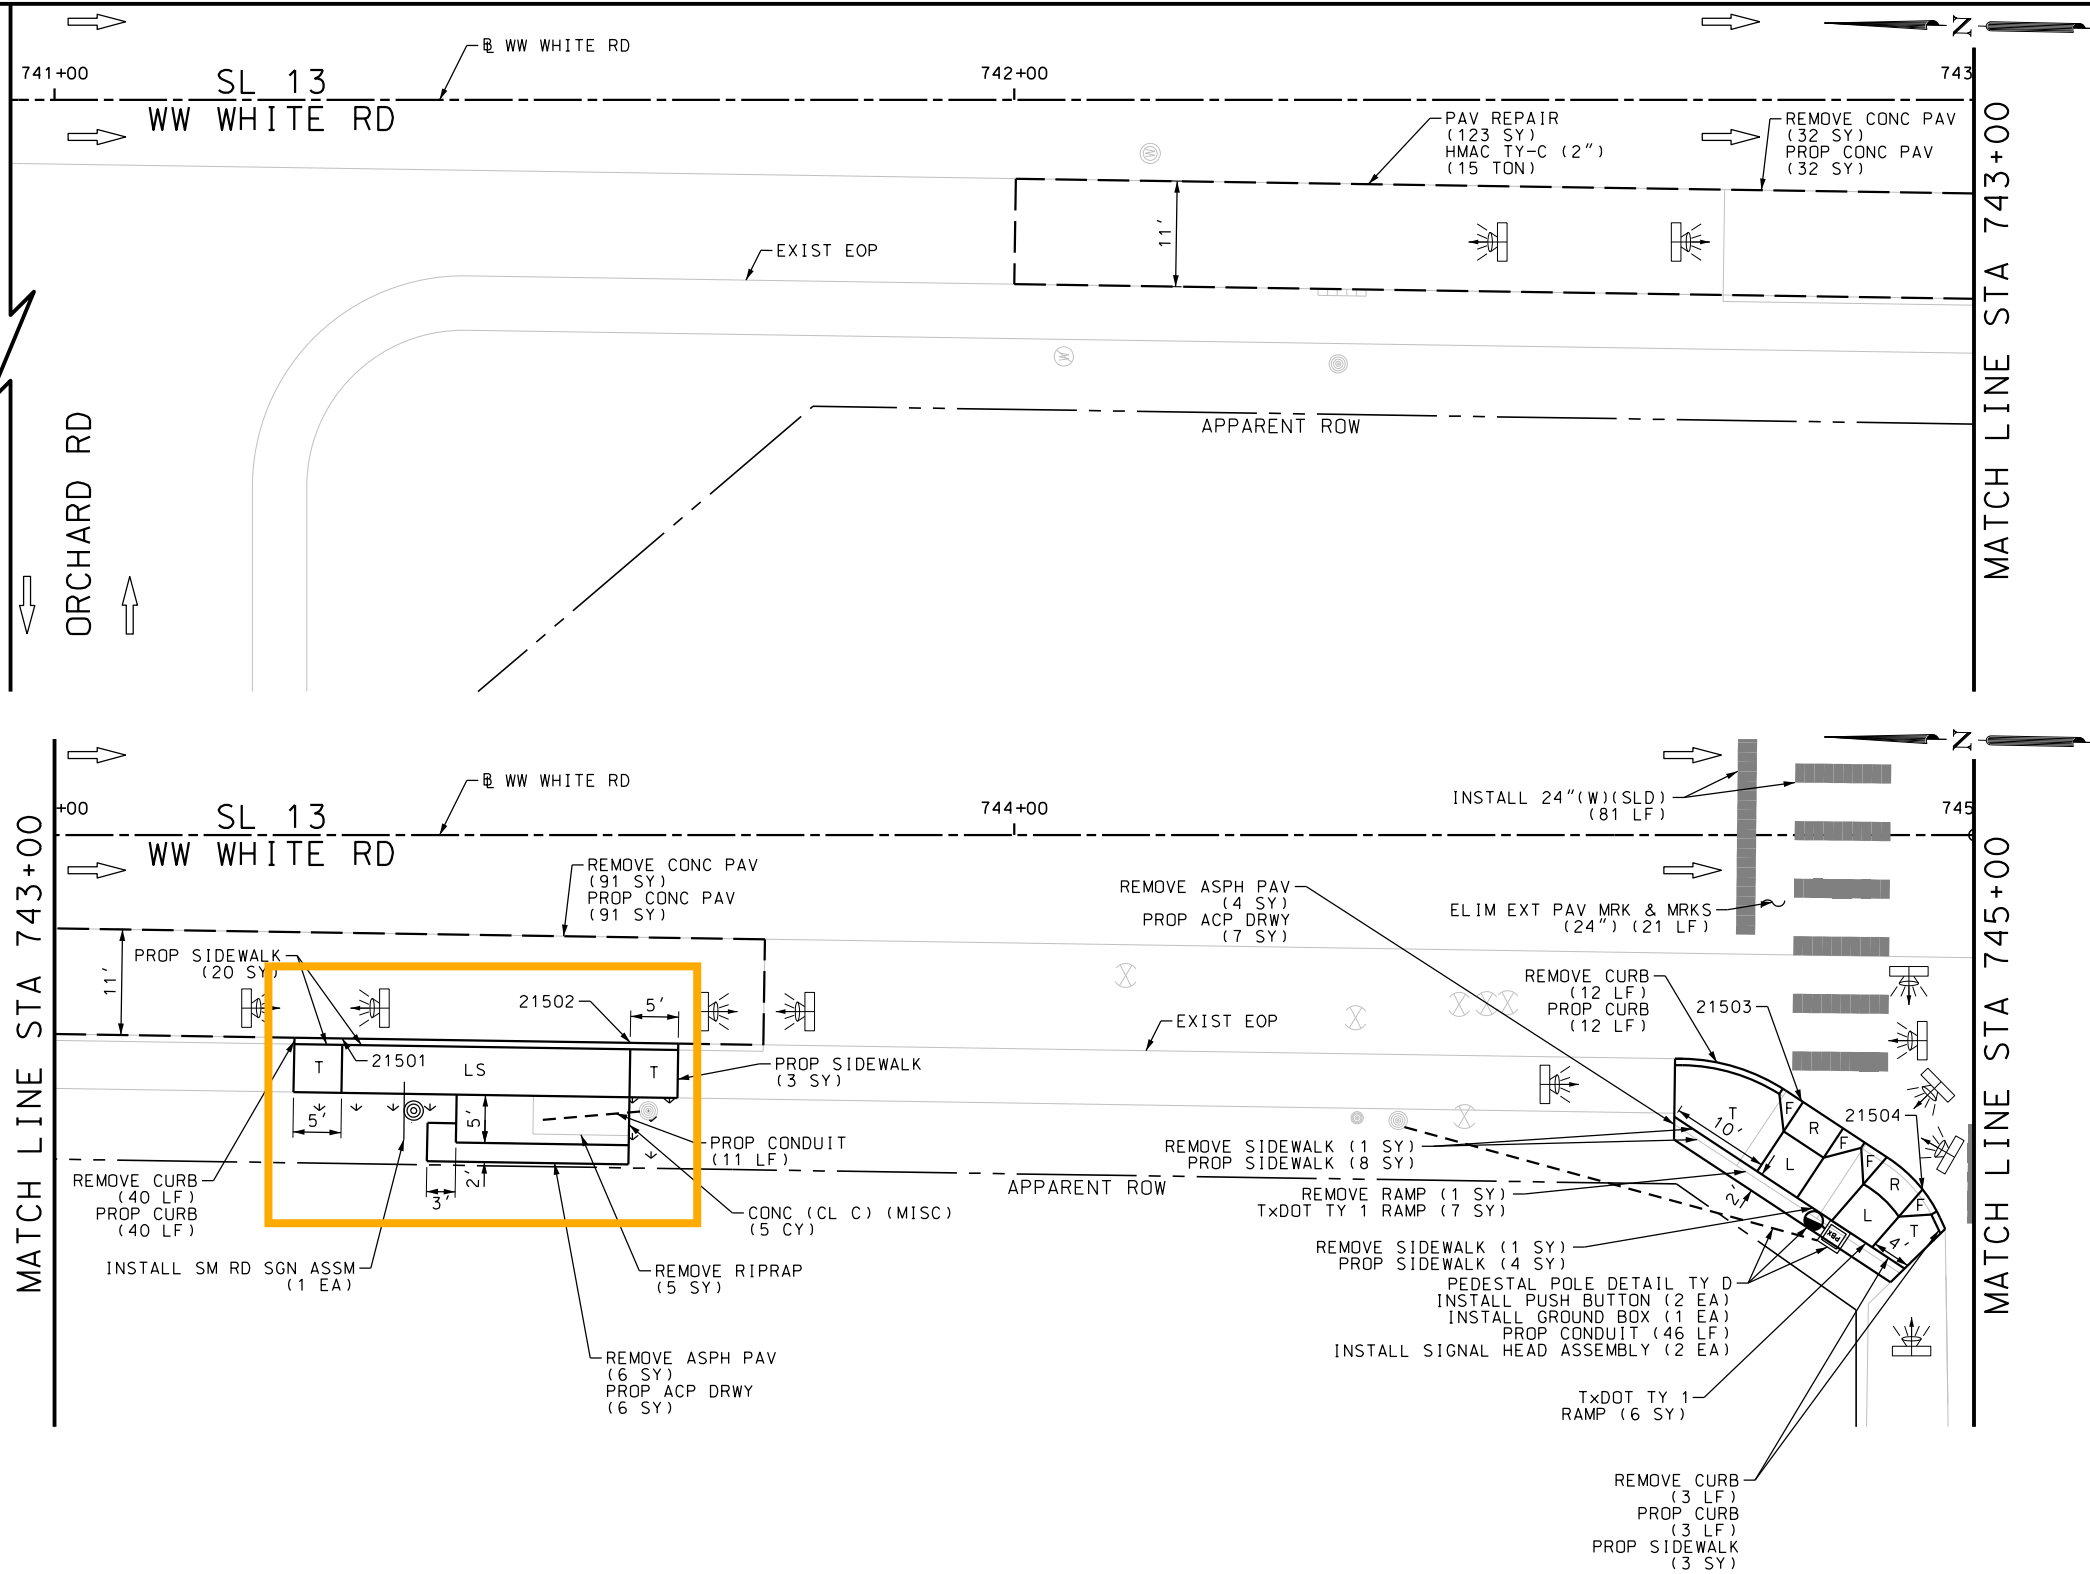 ℄ WW WHITE RD
741+00
SL 13
742+00
743
WW WHITE RD
N
PAV REPAIR
(123 SY)
HMAC TY-C (2")
(15 TON)
REMOVE CONC PAV
(32 SY)
PROP CONC PAV
(32 SY)
11'
EXIST EOP
APPARENT ROW
ORCHARD RD
MATCH LINE STA 743+00
N
℄ WW WHITE RD
+00
SL 13
744+00
745
WW WHITE RD
MATCH LINE STA 743+00
INSTALL 24"(W)(SLD)
(81 LF)
REMOVE CONC PAV
(91 SY)
PROP CONC PAV
(91 SY)
REMOVE ASPH PAV
(4 SY)
PROP ACP DRWY
(7 SY)
ELIM EXT PAV MRK & MRKS
(24") (21 LF)
11'
PROP SIDEWALK
(20 SY)
21502
5'
REMOVE CURB
(12 LF)
PROP CURB
(12 LF)
21503
EXIST EOP
T
21501
LS
T
PROP SIDEWALK
(3 SY)
5'
5'
3'
2'
PROP CONDUIT
(11 LF)
REMOVE CURB
(40 LF)
PROP CURB
(40 LF)
CONC (CL C) (MISC)
(5 CY)
INSTALL SM RD SGN ASSM
(1 EA)
REMOVE RIPRAP
(5 SY)
REMOVE ASPH PAV
(6 SY)
PROP ACP DRWY
(6 SY)
APPARENT ROW
T
10'
F
R
F
L
F
R
F
L
T
21504
2'
4'
PBX
REMOVE SIDEWALK (1 SY)
PROP SIDEWALK (8 SY)
REMOVE RAMP (1 SY)
TxDOT TY 1 RAMP (7 SY)
REMOVE SIDEWALK (1 SY)
PROP SIDEWALK (4 SY)
PEDESTAL POLE DETAIL TY D
INSTALL PUSH BUTTON (2 EA)
INSTALL GROUND BOX (1 EA)
PROP CONDUIT (46 LF)
INSTALL SIGNAL HEAD ASSEMBLY (2 EA)
TxDOT TY 1
RAMP (6 SY)
REMOVE CURB
(3 LF)
PROP CURB
(3 LF)
PROP SIDEWALK
(3 SY)
MATCH LINE STA 745+00